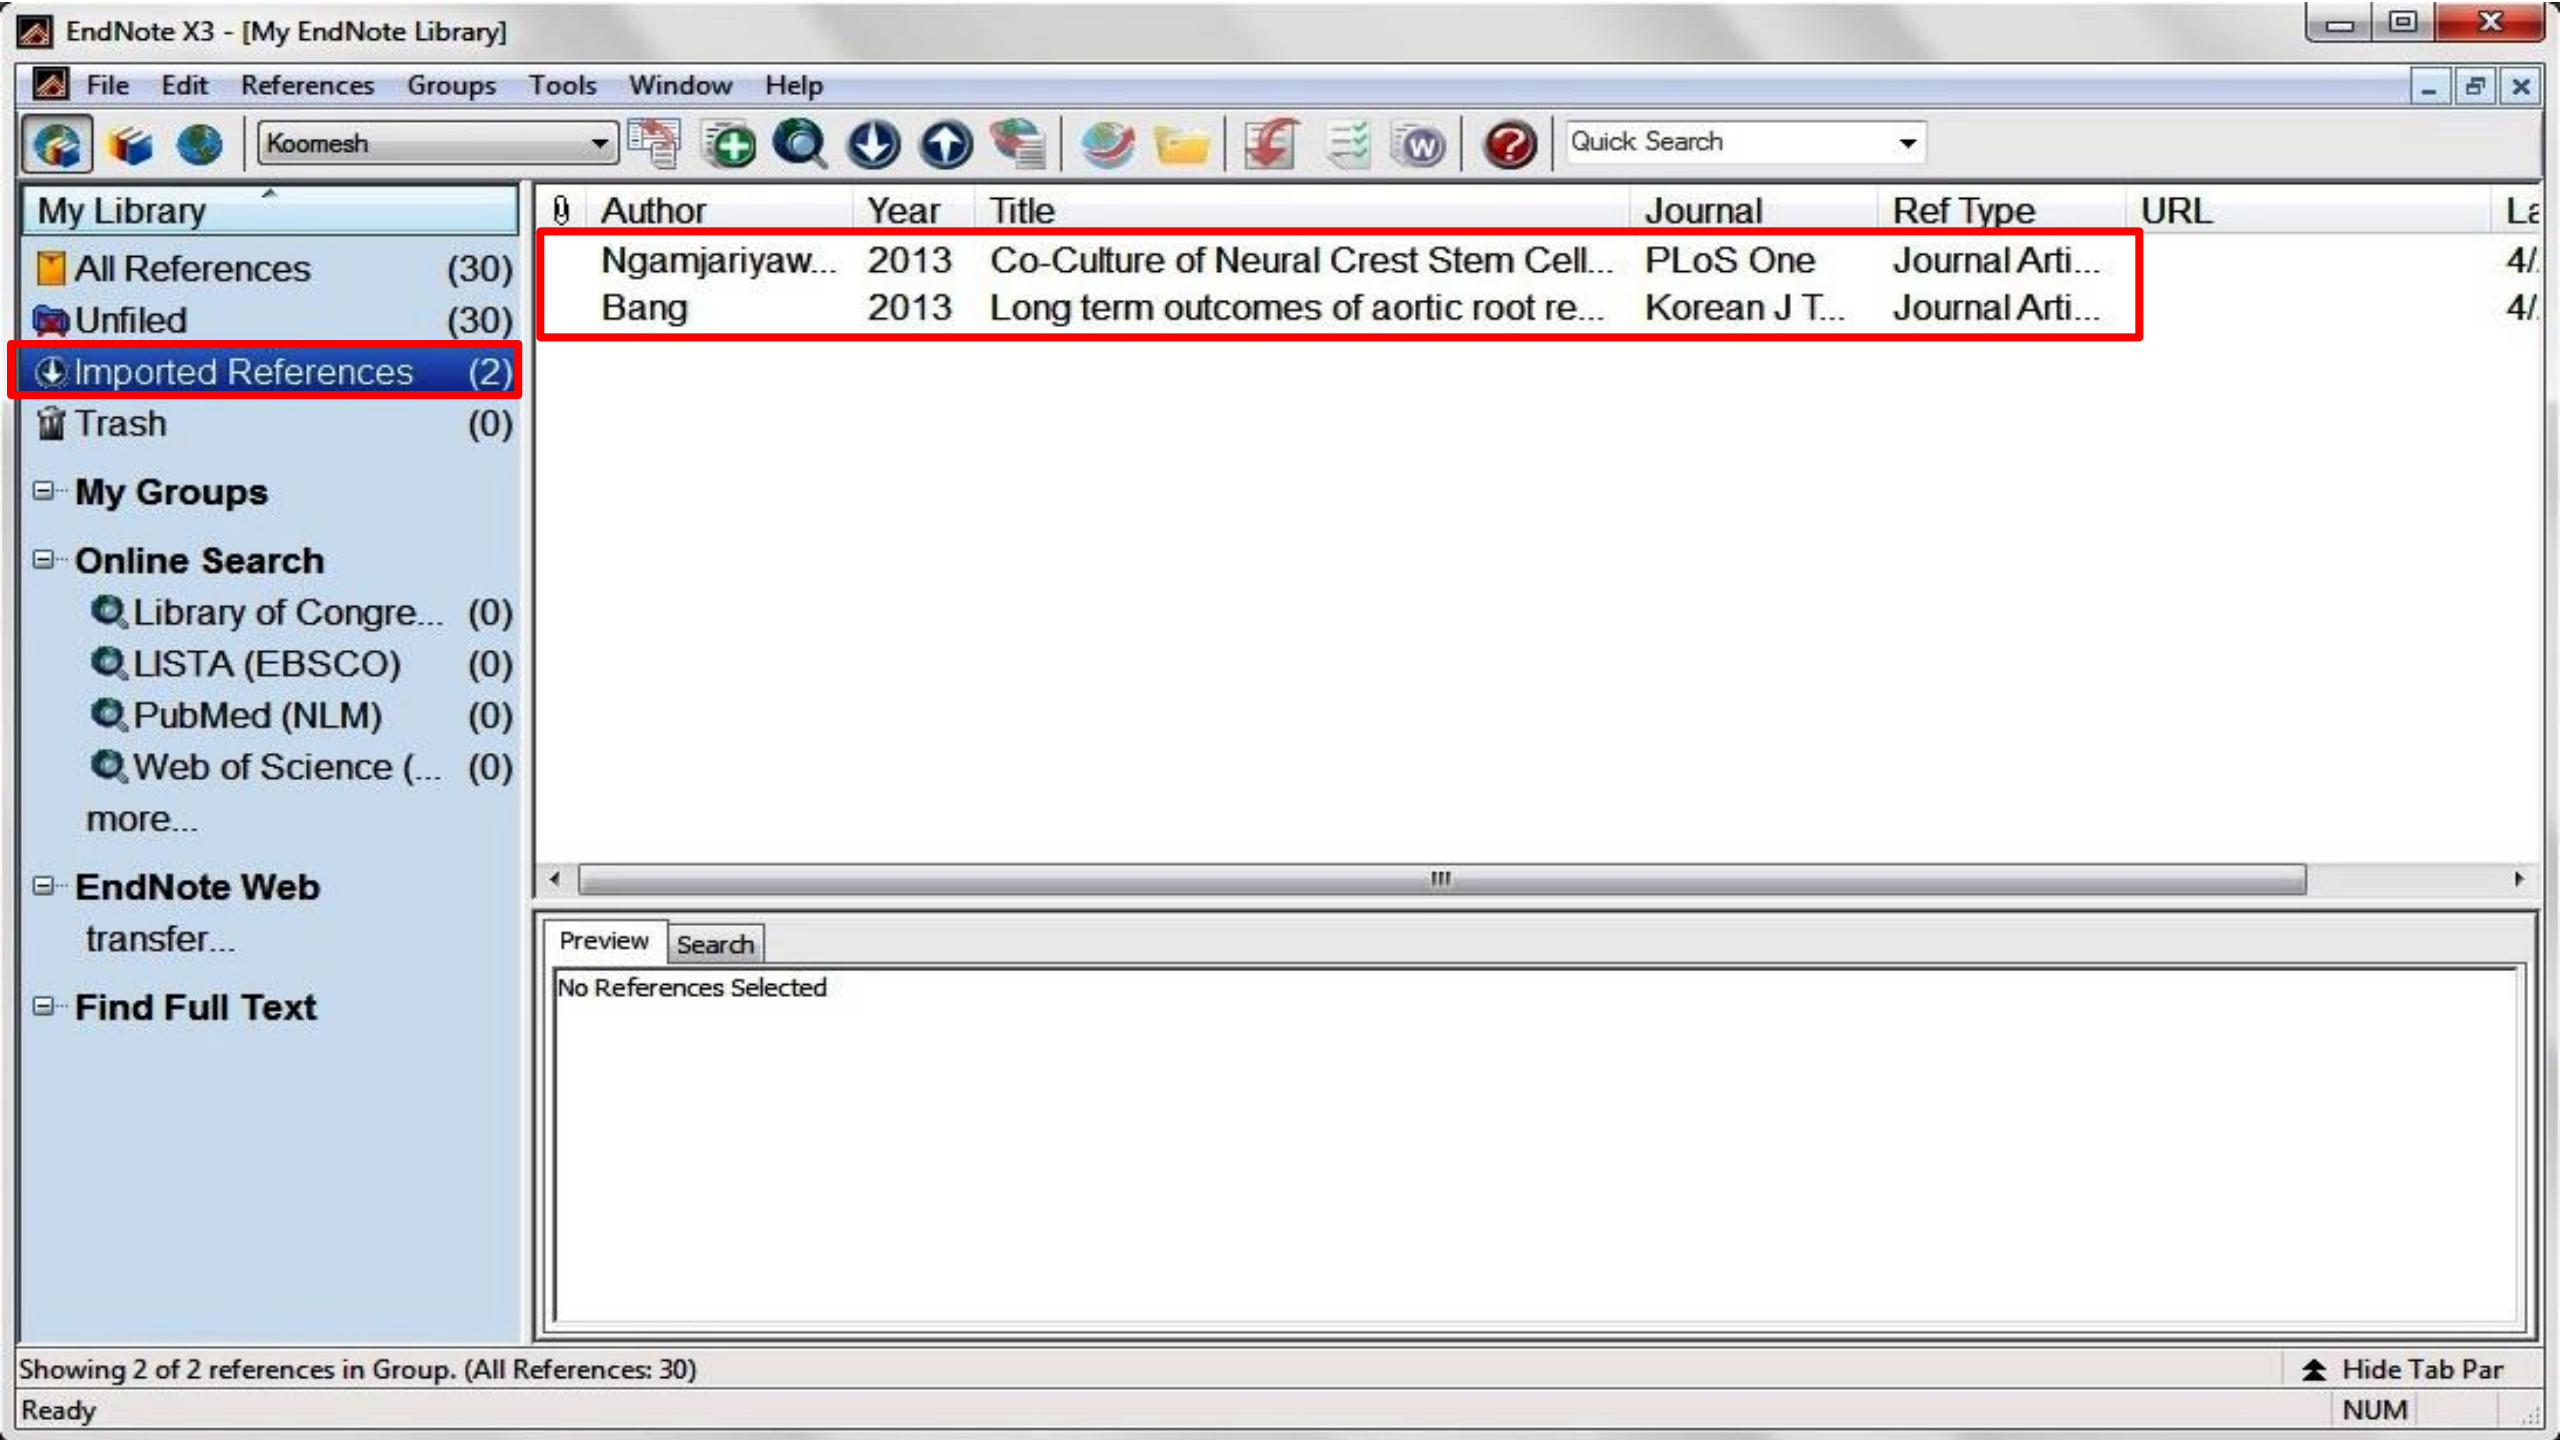 EndNote X3 - [My EndNote Library]
File Edit References Groups Tools Window Help
Koomesh Quick Search
My Library
All References (30)
Unfiled (30)
Imported References (2)
Trash (0)
My Groups
Online Search
Library of Congre... (0)
LISTA (EBSCO) (0)
PubMed (NLM) (0)
Web of Science (... (0)
more...
EndNote Web
transfer...
Find Full Text
Author Year Title Journal Ref Type URL La
Ngamjariyaw... 2013 Co-Culture of Neural Crest Stem Cell... PLoS One Journal Arti... 4/
Bang 2013 Long term outcomes of aortic root re... Korean J T... Journal Arti... 4/
Preview Search
No References Selected
Showing 2 of 2 references in Group. (All References: 30) Hide Tab Par
Ready NUM